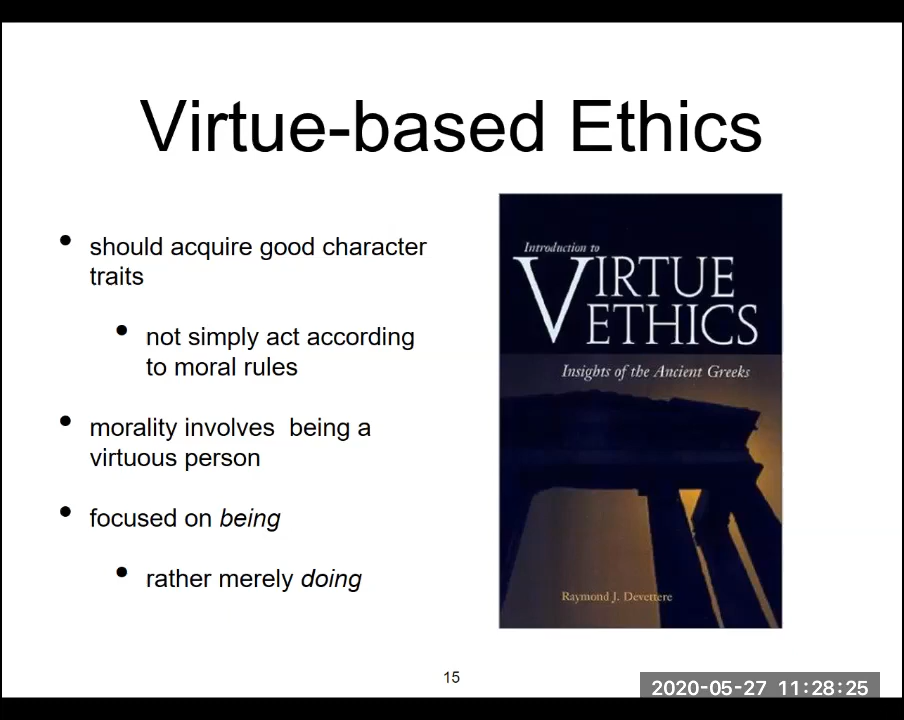 Virtue-based Ethics
• should acquire good character
traits
• not simply act according
to moral rules
• morality involves  being a
virtuous person
• focused on being
• rather merely doing
Introduction to
VIRTUE
ETHICS
Insights of the Ancient Greeks
Raymond J. Devettere
15
2020-05-27 11:28:25